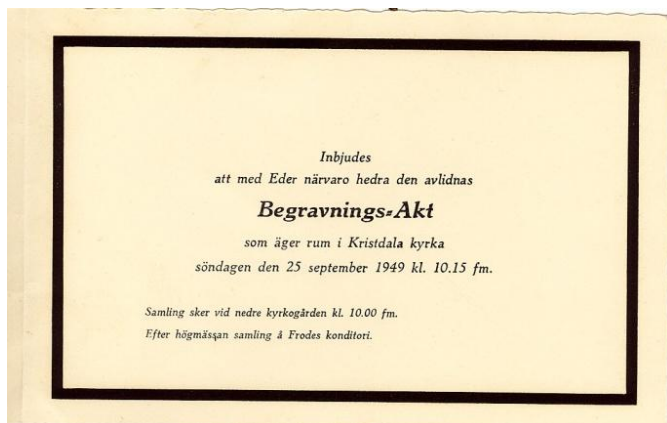 Inbjudes
att med Eder närvaro hedra den avlidnas
Begravnings-Akt
som äger rum i Kristdala kyrka
söndagen den 25 september 1949 kl. 10.15 fm.
Samling sker vid nedre kyrkogården kl. 10.00 fm.
Efter högmässan samling å Frodes konditori.